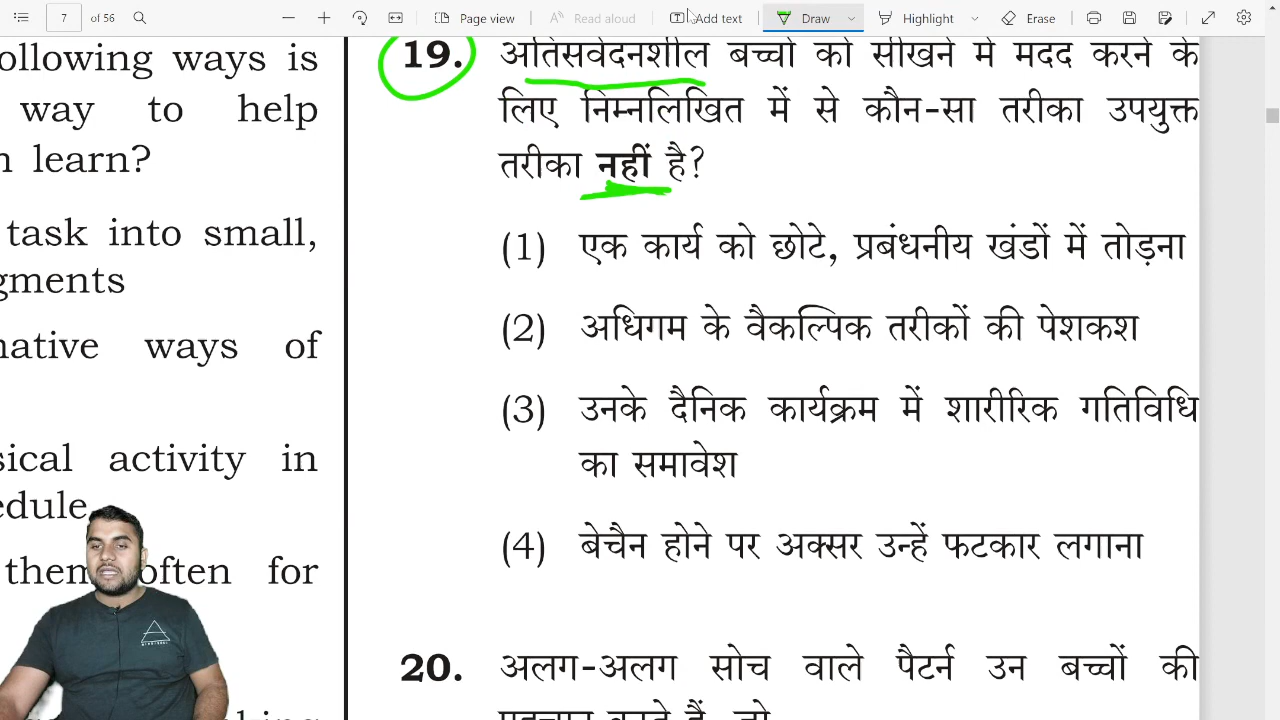 7 of 56
Page view
Read aloud
Add text
Draw
Highlight
Erase
ollowing ways is
way to help
n learn?
task into small,
gments
native ways of
sical activity in
edule.
them often for
19. अतिसंवेदनशील बच्चों को सीखने में मदद करने के
लिए निम्नलिखित में से कौन-सा तरीका उपयुक्त
तरीका नहीं है?
(1) एक कार्य को छोटे, प्रबंधनीय खंडों में तोड़ना
(2) अधिगम के वैकल्पिक तरीकों की पेशकश
(3) उनके दैनिक कार्यक्रम में शारीरिक गतिविधि
का समावेश
(4) बेचैन होने पर अक्सर उन्हें फटकार लगाना
20. अलग-अलग सोच वाले पैटर्न उन बच्चों की